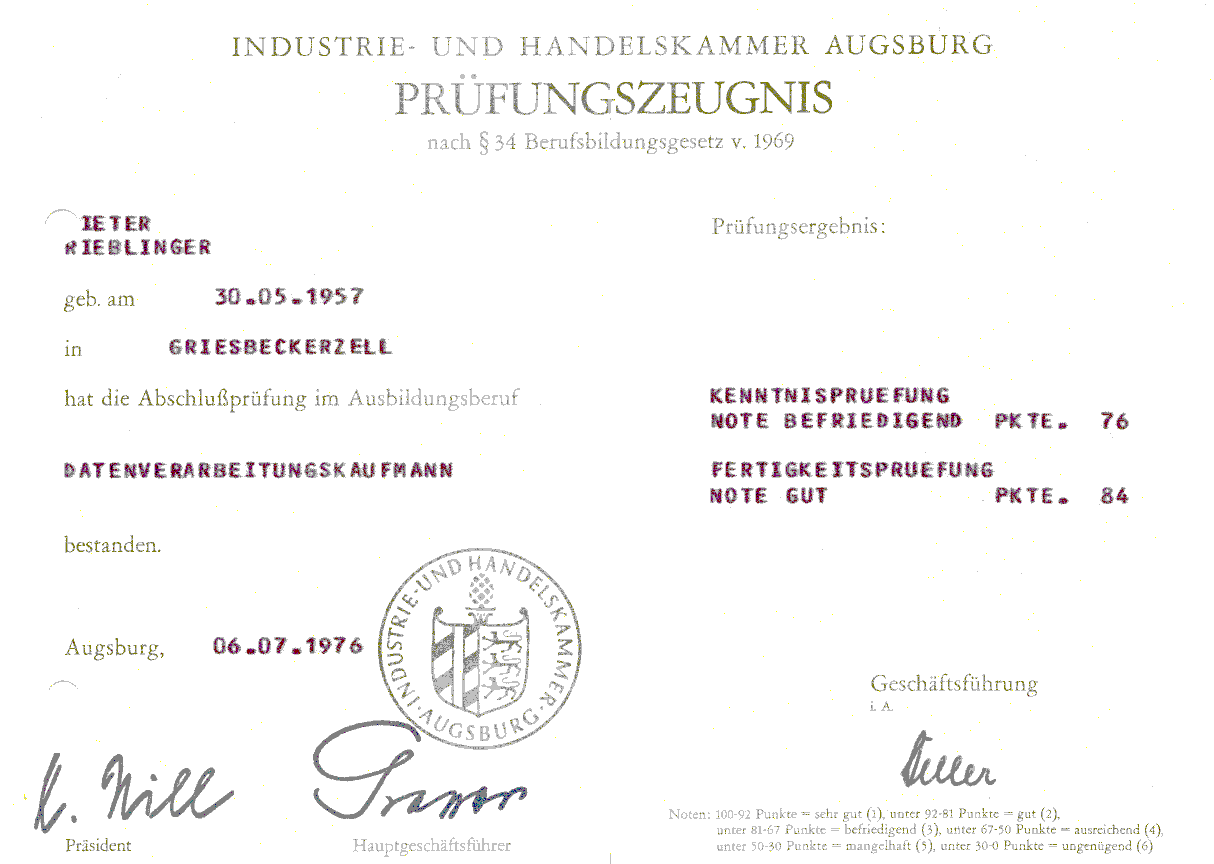 INDUSTRIE- UND HANDELSKAMMER AUGSBURG
PRÜFUNGSZEUGNIS
nach § 34 Berufsbildungsgesetz v. 1969
IETER
RIEBLINGER
Prüfungsergebnis:
geb. am 30.05.1957
in GRIESBECKERZELL
hat die Abschlußprüfung im Ausbildungsberuf
KENNTNISPRUEFUNG
NOTE BEFRIEDIGEND PKTE. 76
DATENVERARBEITUNGSKAUFMANN
FERTIGKEITSPRUEFUNG
NOTE GUT PKTE. 84
bestanden.
INDUSTRIE-UND HANDELSKAMMER · AUGSBURG ·
Augsburg, 06.07.1976
Geschäftsführung
i. A.
Präsident
Hauptgeschäftsführer
Noten: 100-92 Punkte = sehr gut (1), unter 92-81 Punkte = gut (2),
unter 81-67 Punkte = befriedigend (3), unter 67-50 Punkte = ausreichend (4),
unter 50-30 Punkte = mangelhaft (5), unter 30-0 Punkte = ungenügend (6)